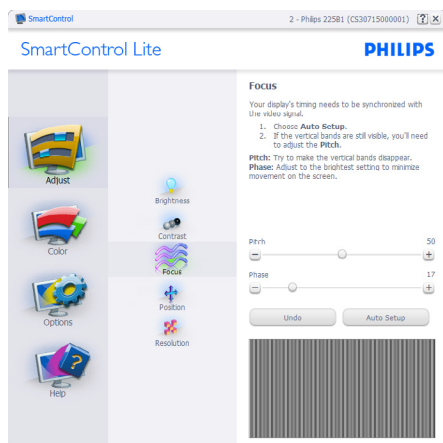 SmartControl
2 - Philips 225B1 (CS30715000001)
SmartControl Lite
PHILIPS
Adjust
Color
Options
Help
Brightness
Contrast
Focus
Position
Resolution
Focus
Your display's timing needs to be synchronized with
the video signal.
1. Choose Auto Setup.
2. If the vertical bands are still visible, you'll need
to adjust the Pitch.
Pitch: Try to make the vertical bands disappear.
Phase: Adjust to the brightest setting to minimize
movement on the screen.
Pitch 50
Phase 17
Undo
Auto Setup